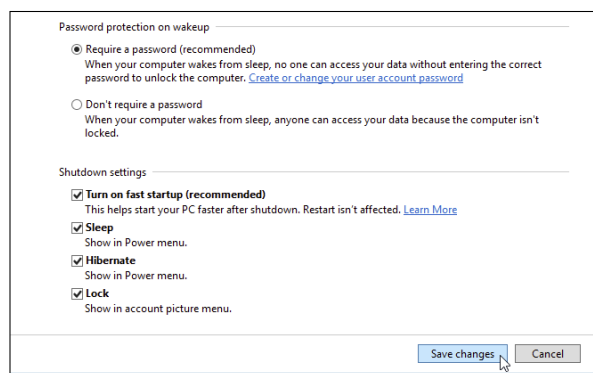 Password protection on wakeup
Require a password (recommended)
When your computer wakes from sleep, no one can access your data without entering the correct
password to unlock the computer. Create or change your user account password
Don't require a password
When your computer wakes from sleep, anyone can access your data because the computer isn't
locked.
Shutdown settings
Turn on fast startup (recommended)
This helps start your PC faster after shutdown. Restart isn't affected. Learn More
Sleep
Show in Power menu.
Hibernate
Show in Power menu.
Lock
Show in account picture menu.
Save changes Cancel